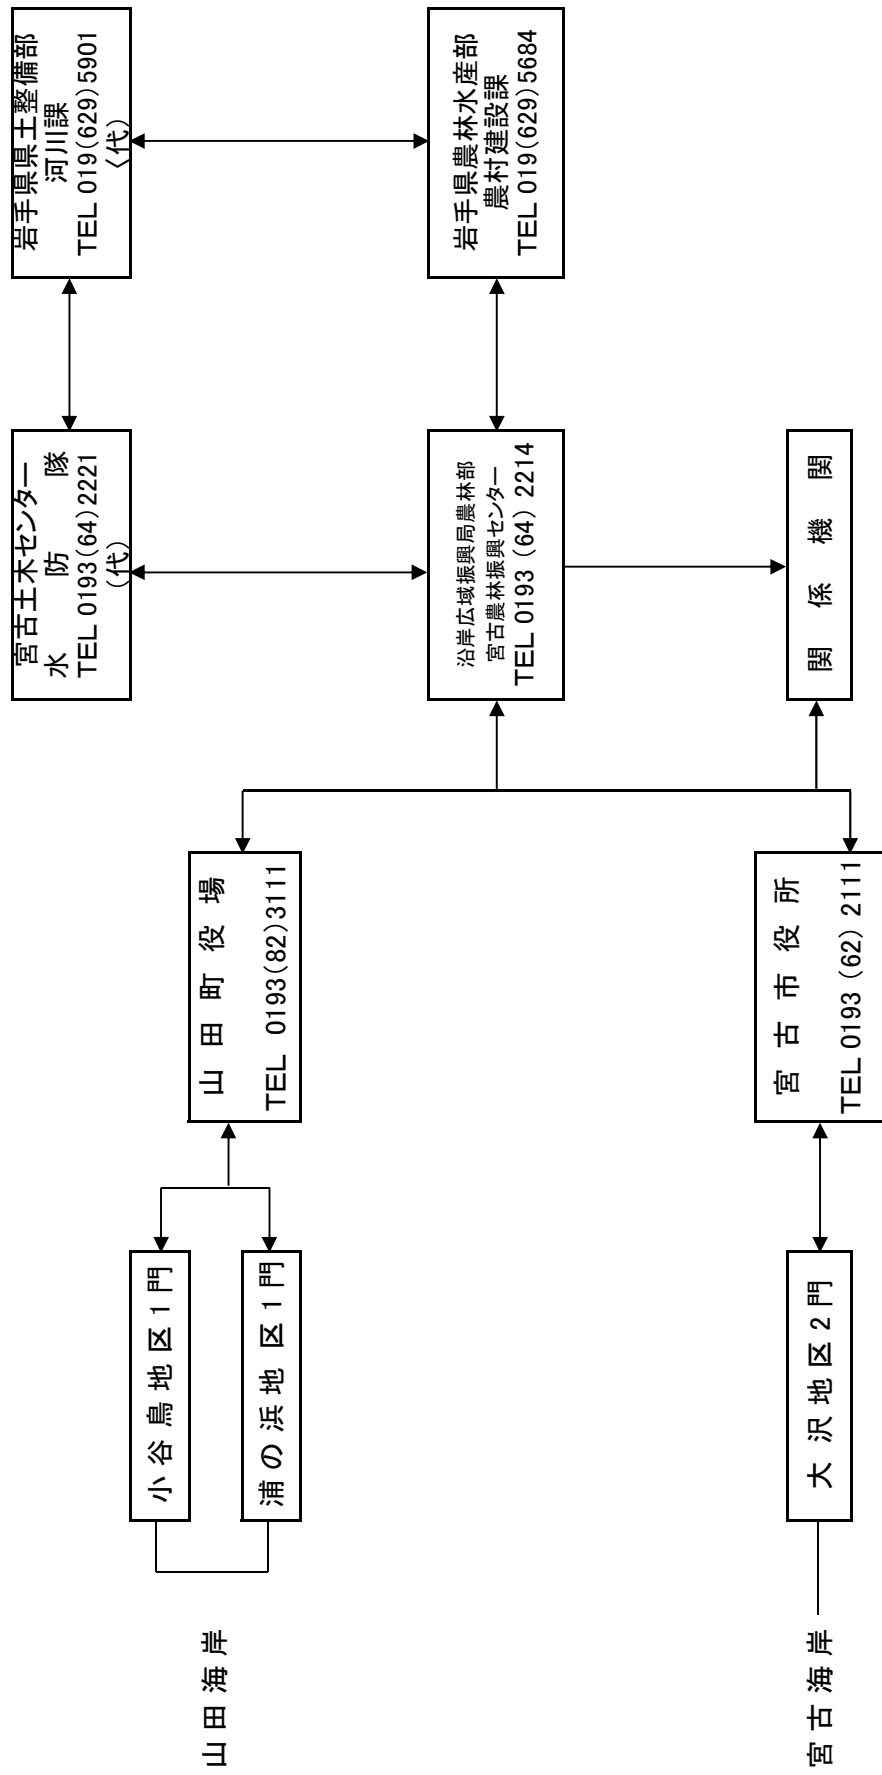 山田海岸
小谷鳥地区1門
浦の浜地区1門
山田町役場
TEL 0193(82)3111
宮古土木センター
水防隊
TEL 0193(64)2221
(代)
岩手県県土整備部
河川課
TEL 019(629)5901
(代)
沿岸広域振興局農林部
宮古農林振興センター
TEL 0193 (64) 2214
岩手県農林水産部
農村建設課
TEL 019(629)5684
宮古海岸
大沢地区2門
宮古市役所
TEL 0193 (62) 2111
関係機関